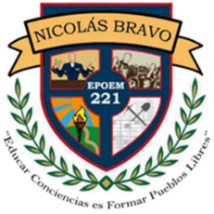 NICOLÁS BRAVO
EPOEM
221
"Educar Conciencias es Formar Pueblos Libres"